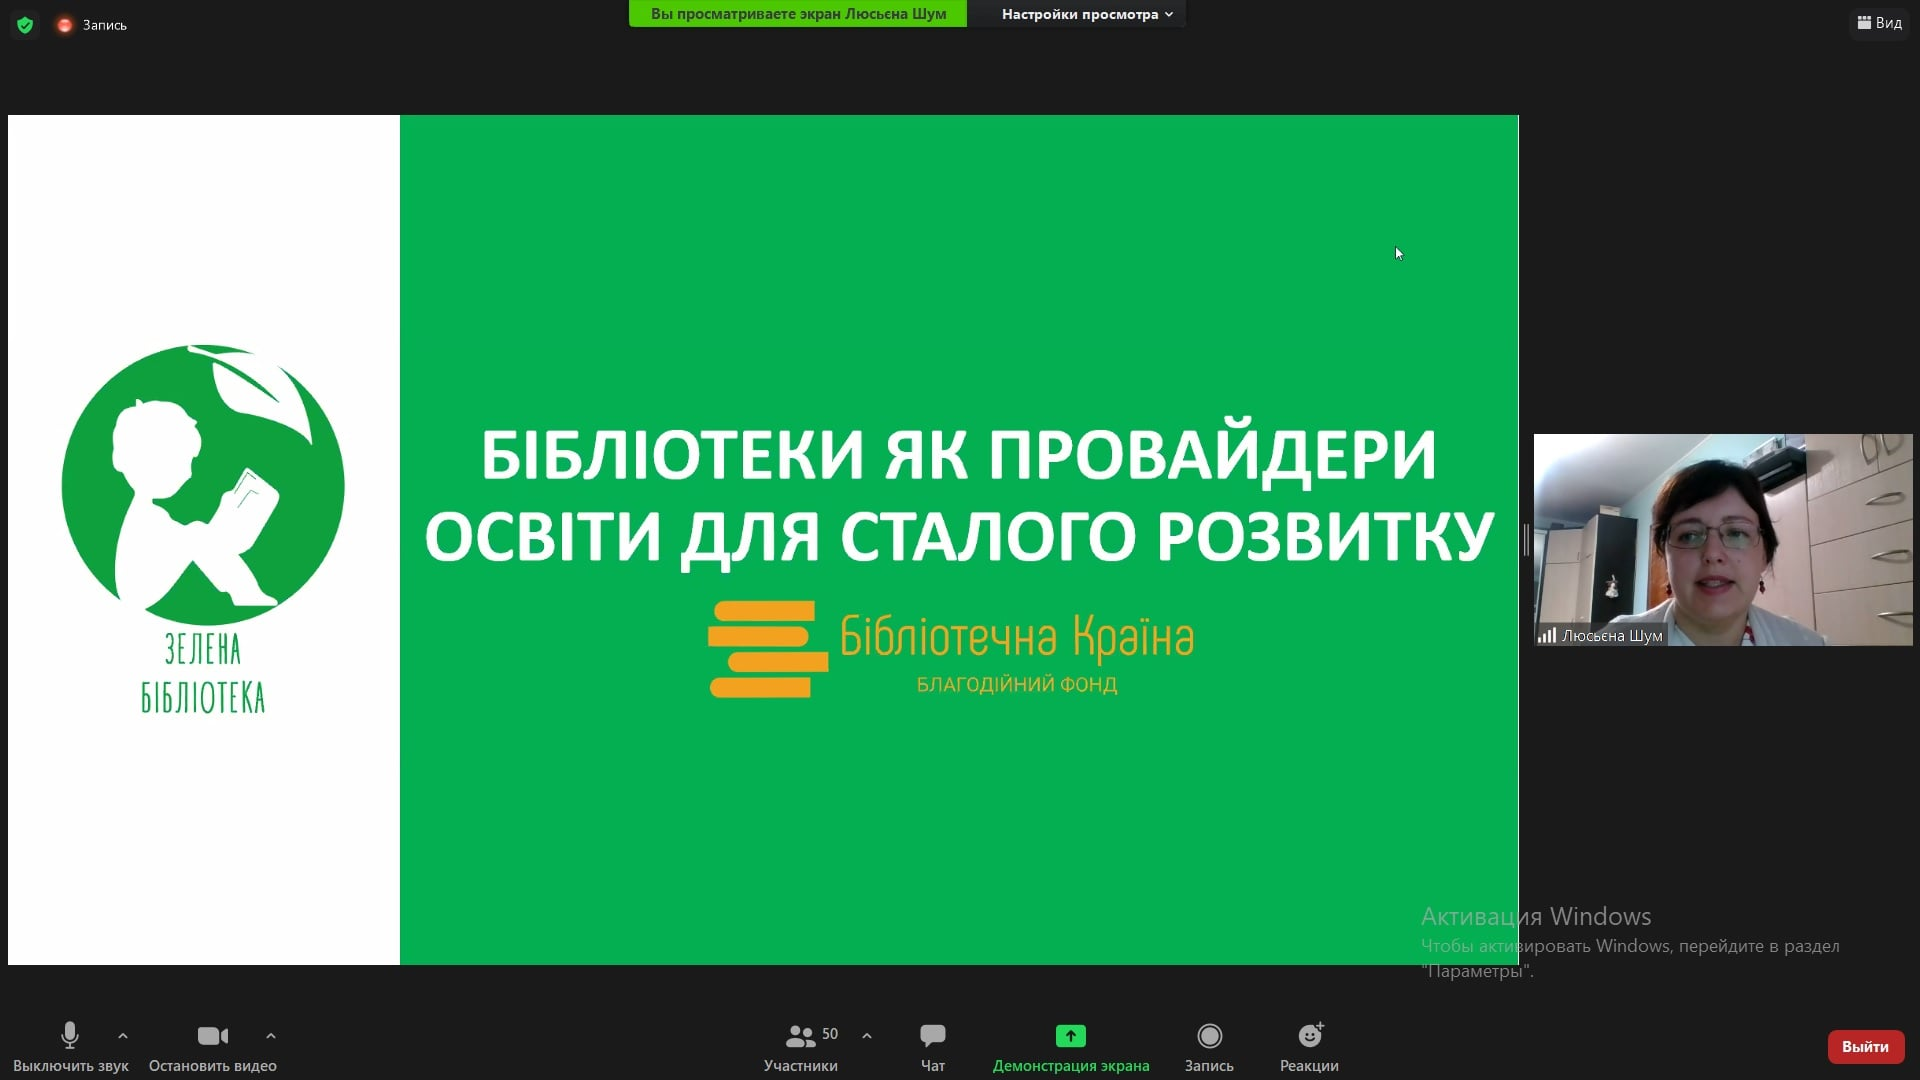 Запись
Вы просматриваете экран Люсьєна Шум
Настройки просмотра
Вид
БІБЛІОТЕКИ ЯК ПРОВАЙДЕРИ
ОСВІТИ ДЛЯ СТАЛОГО РОЗВИТКУ
Бібліотечна Країна
БЛАГОДІЙНИЙ ФОНД
ЗЕЛЕНА
БІБЛІОТЕКА
Люсьєна Шум
Активация Windows
Чтобы активировать Windows, перейдите в раздел
"Параметры".
Выключить звук
Остановить видео
50
Участники
Чат
Демонстрация экрана
Запись
Реакции
Выйти